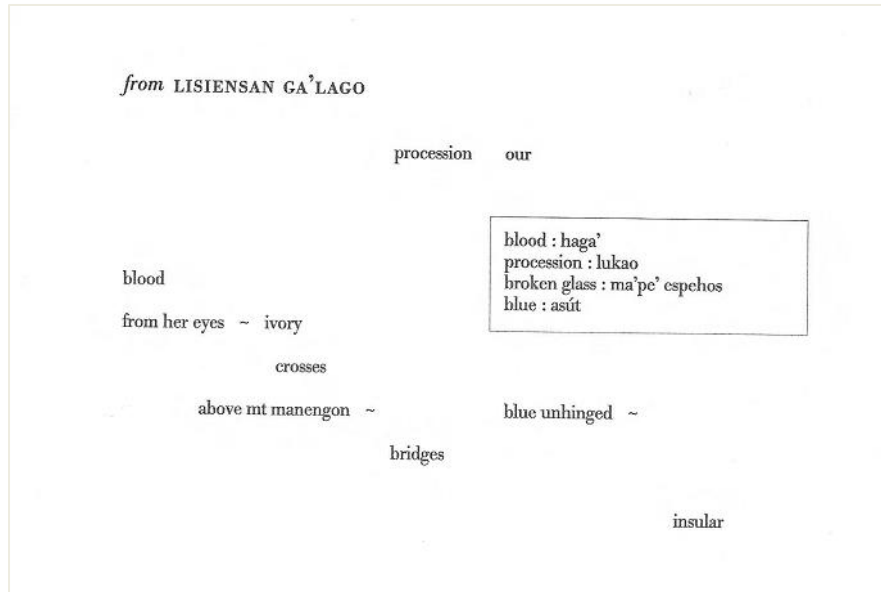 from LISIENSAN GA’LAGO
procession our
blood : haga’
procession : lukao
broken glass : ma’pe’ espehos
blue : asút
blood
from her eyes ~ ivory
crosses
above mt manengon ~ blue unhinged ~
bridges
insular